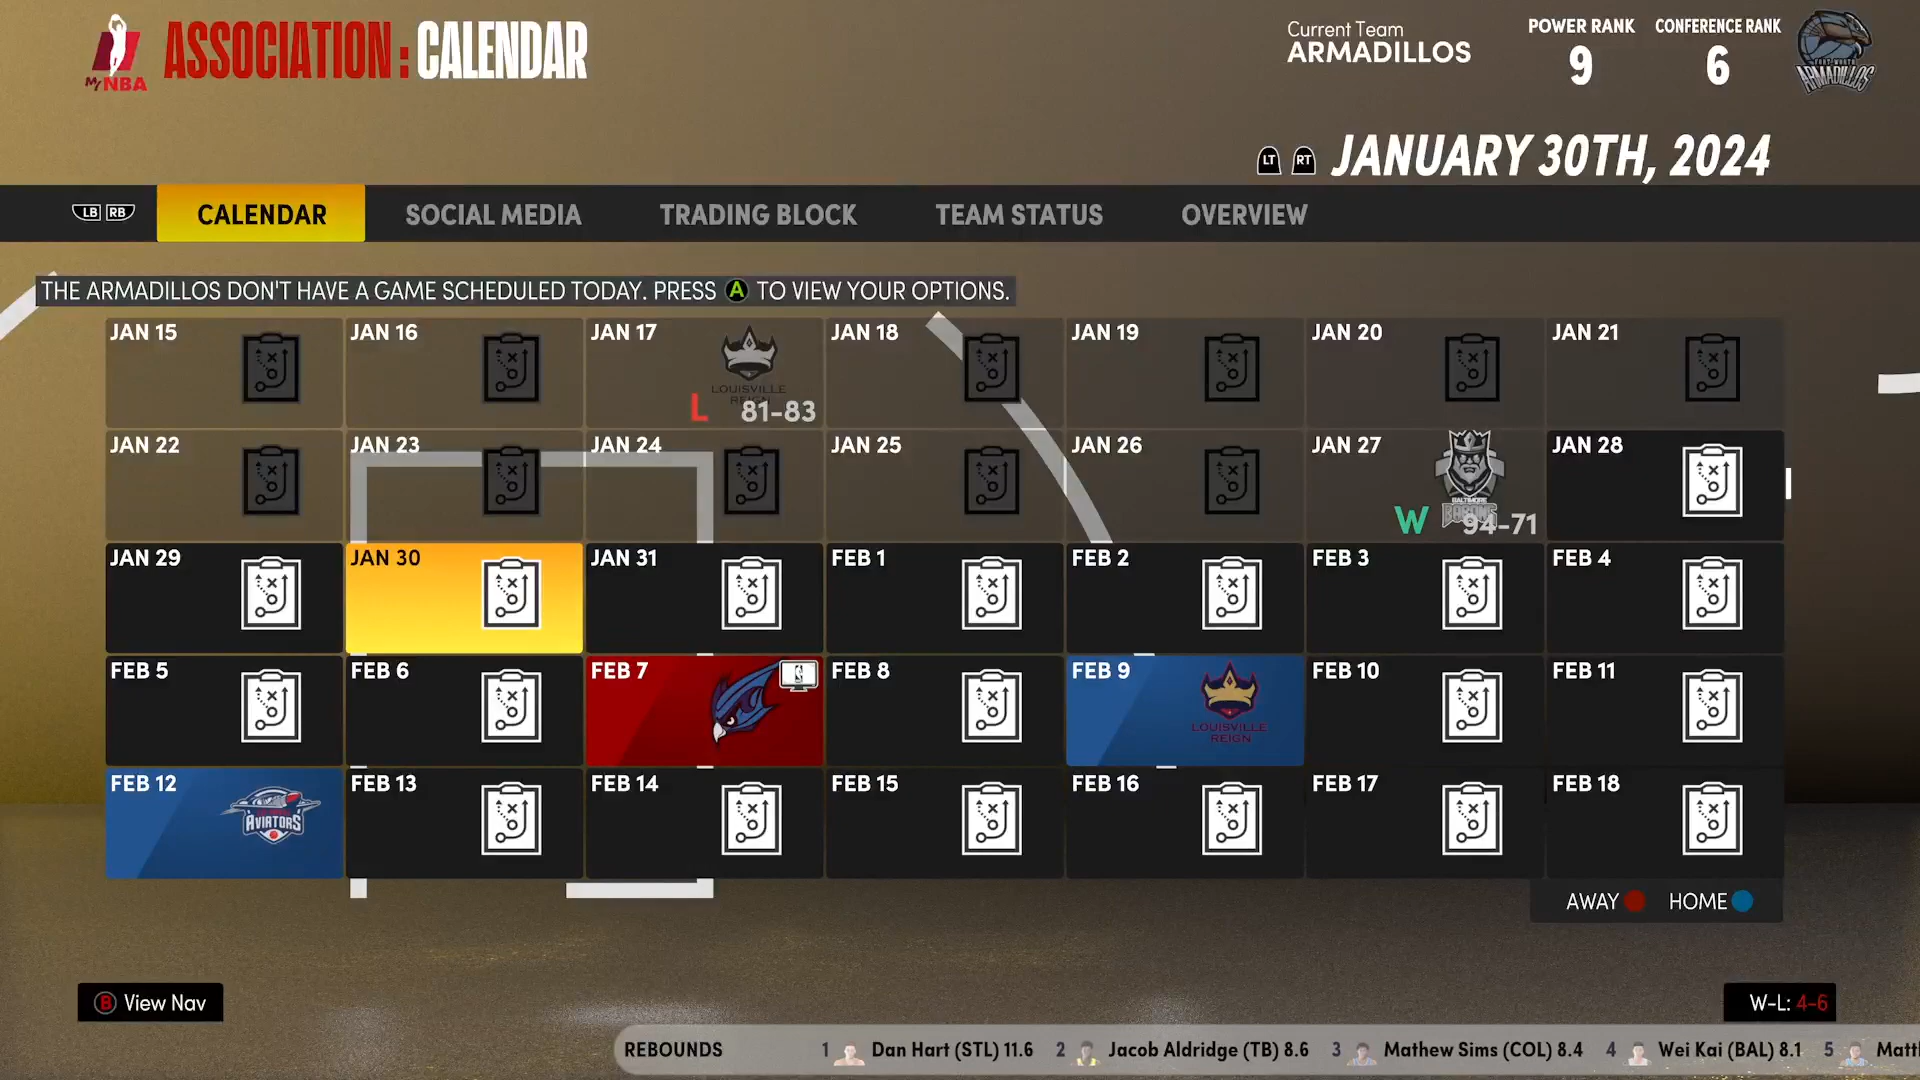 MyNBA
ASSOCIATION: CALENDAR
Current Team
ARMADILLOS
POWER RANK
9
CONFERENCE RANK
6
FORT WORTH
ARMADILLOS
LT RT JANUARY 30TH, 2024
LB RB CALENDAR SOCIAL MEDIA TRADING BLOCK TEAM STATUS OVERVIEW
THE ARMADILLOS DON'T HAVE A GAME SCHEDULED TODAY. PRESS A TO VIEW YOUR OPTIONS.
JAN 15 JAN 16 JAN 17 JAN 18 JAN 19 JAN 20 JAN 21
LOUISVILLE
REIGN
L 81-83
JAN 22 JAN 23 JAN 24 JAN 25 JAN 26 JAN 27 JAN 28
BALTIMORE
BARONS
W 94-71
JAN 29 JAN 30 JAN 31 FEB 1 FEB 2 FEB 3 FEB 4
FEB 5 FEB 6 FEB 7 FEB 8 FEB 9 FEB 10 FEB 11
LOUISVILLE
REIGN
FEB 12 FEB 13 FEB 14 FEB 15 FEB 16 FEB 17 FEB 18
AVIATORS
AWAY HOME
B View Nav
W-L: 4-6
REBOUNDS 1 Dan Hart (STL) 11.6 2 Jacob Aldridge (TB) 8.6 3 Mathew Sims (COL) 8.4 4 Wei Kai (BAL) 8.1 5 Matt